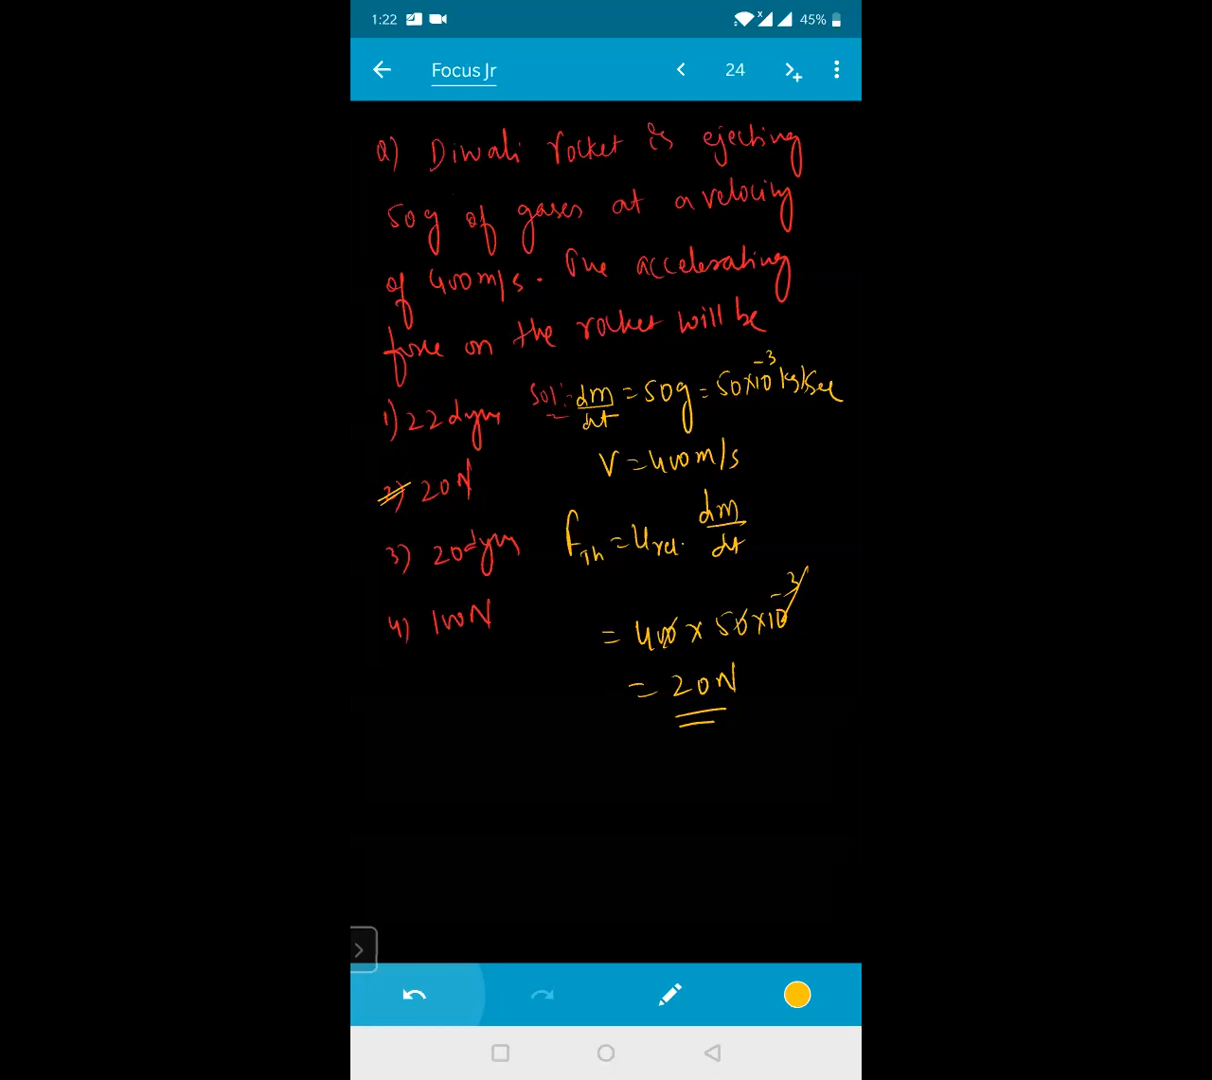 1:22 45%
Focus Jr 24
Q) Diwali rocket is ejecting
50g of gases at a velocity
of 400m/s. The accelerating
force on the rocket will be
Sol:- dm/dt = 50g = 50×10⁻³ kg/sec
1) 22 dyne
V = 400m/s
2) 20N
F_Th = u_rel. dm/dt
3) 20 dyne
= 400 × 50×10⁻³
4) 100N
= 20N